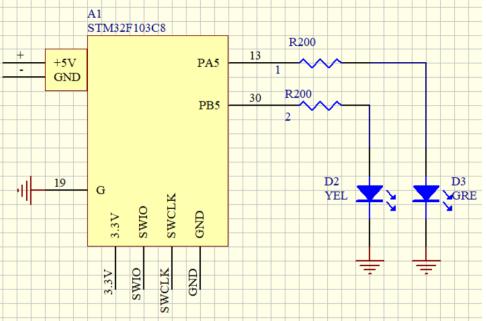 A1
STM32F103C8
+
+5V
-
GND
PA5
13
1
R200
PB5
30
2
R200
19
G
3.3V
SWIO
SWCLK
GND
3.3V
SWIO
SWCLK
GND
D2
YEL
D3
GRE